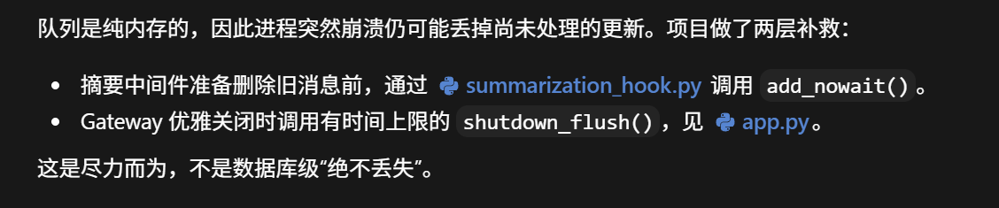 队列是纯内存的，因此进程突然崩溃仍可能丢掉尚未处理的更新。项目做了两层补救：
• 摘要中间件准备删除旧消息前，通过 summarization_hook.py 调用 add_nowait()。
• Gateway 优雅关闭时调用有时间上限的 shutdown_flush()，见 app.py。
这是尽力而为，不是数据库级“绝不丢失”。